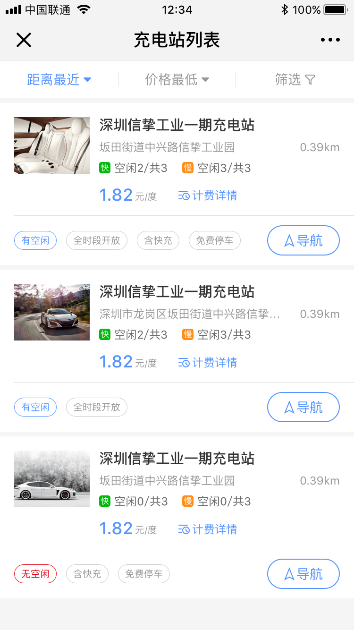 中国联通 12:34 100%
充电站列表
距离最近 价格最低 筛选
深圳信挚工业一期充电站
坂田街道中兴路信挚工业园 0.39km
快 空闲2/共3 慢 空闲3/共3
1.82元/度 计费详情
有空闲 全时段开放 含快充 免费停车 导航
深圳信挚工业一期充电站
深圳市龙岗区坂田街道中兴路信挚... 0.39km
快 空闲2/共3 慢 空闲3/共3
1.82元/度 计费详情
有空闲 全时段开放 导航
深圳信挚工业一期充电站
坂田街道中兴路信挚工业园 0.39km
快 空闲0/共3 慢 空闲0/共3
1.82元/度 计费详情
无空闲 含快充 免费停车 导航